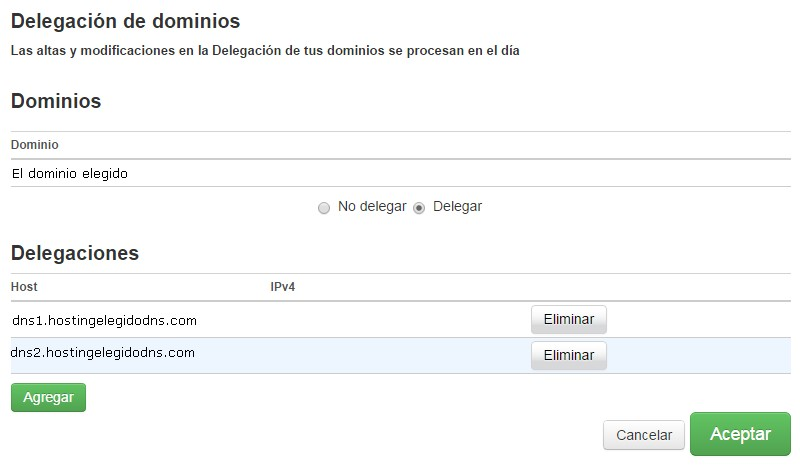 Delegación de dominios
Las altas y modificaciones en la Delegación de tus dominios se procesan en el día
Dominios
Dominio
El dominio elegido
No delegar Delegar
Delegaciones
Host IPv4
dns1.hostingelegidodns.com Eliminar
dns2.hostingelegidodns.com Eliminar
Agregar
Cancelar Aceptar